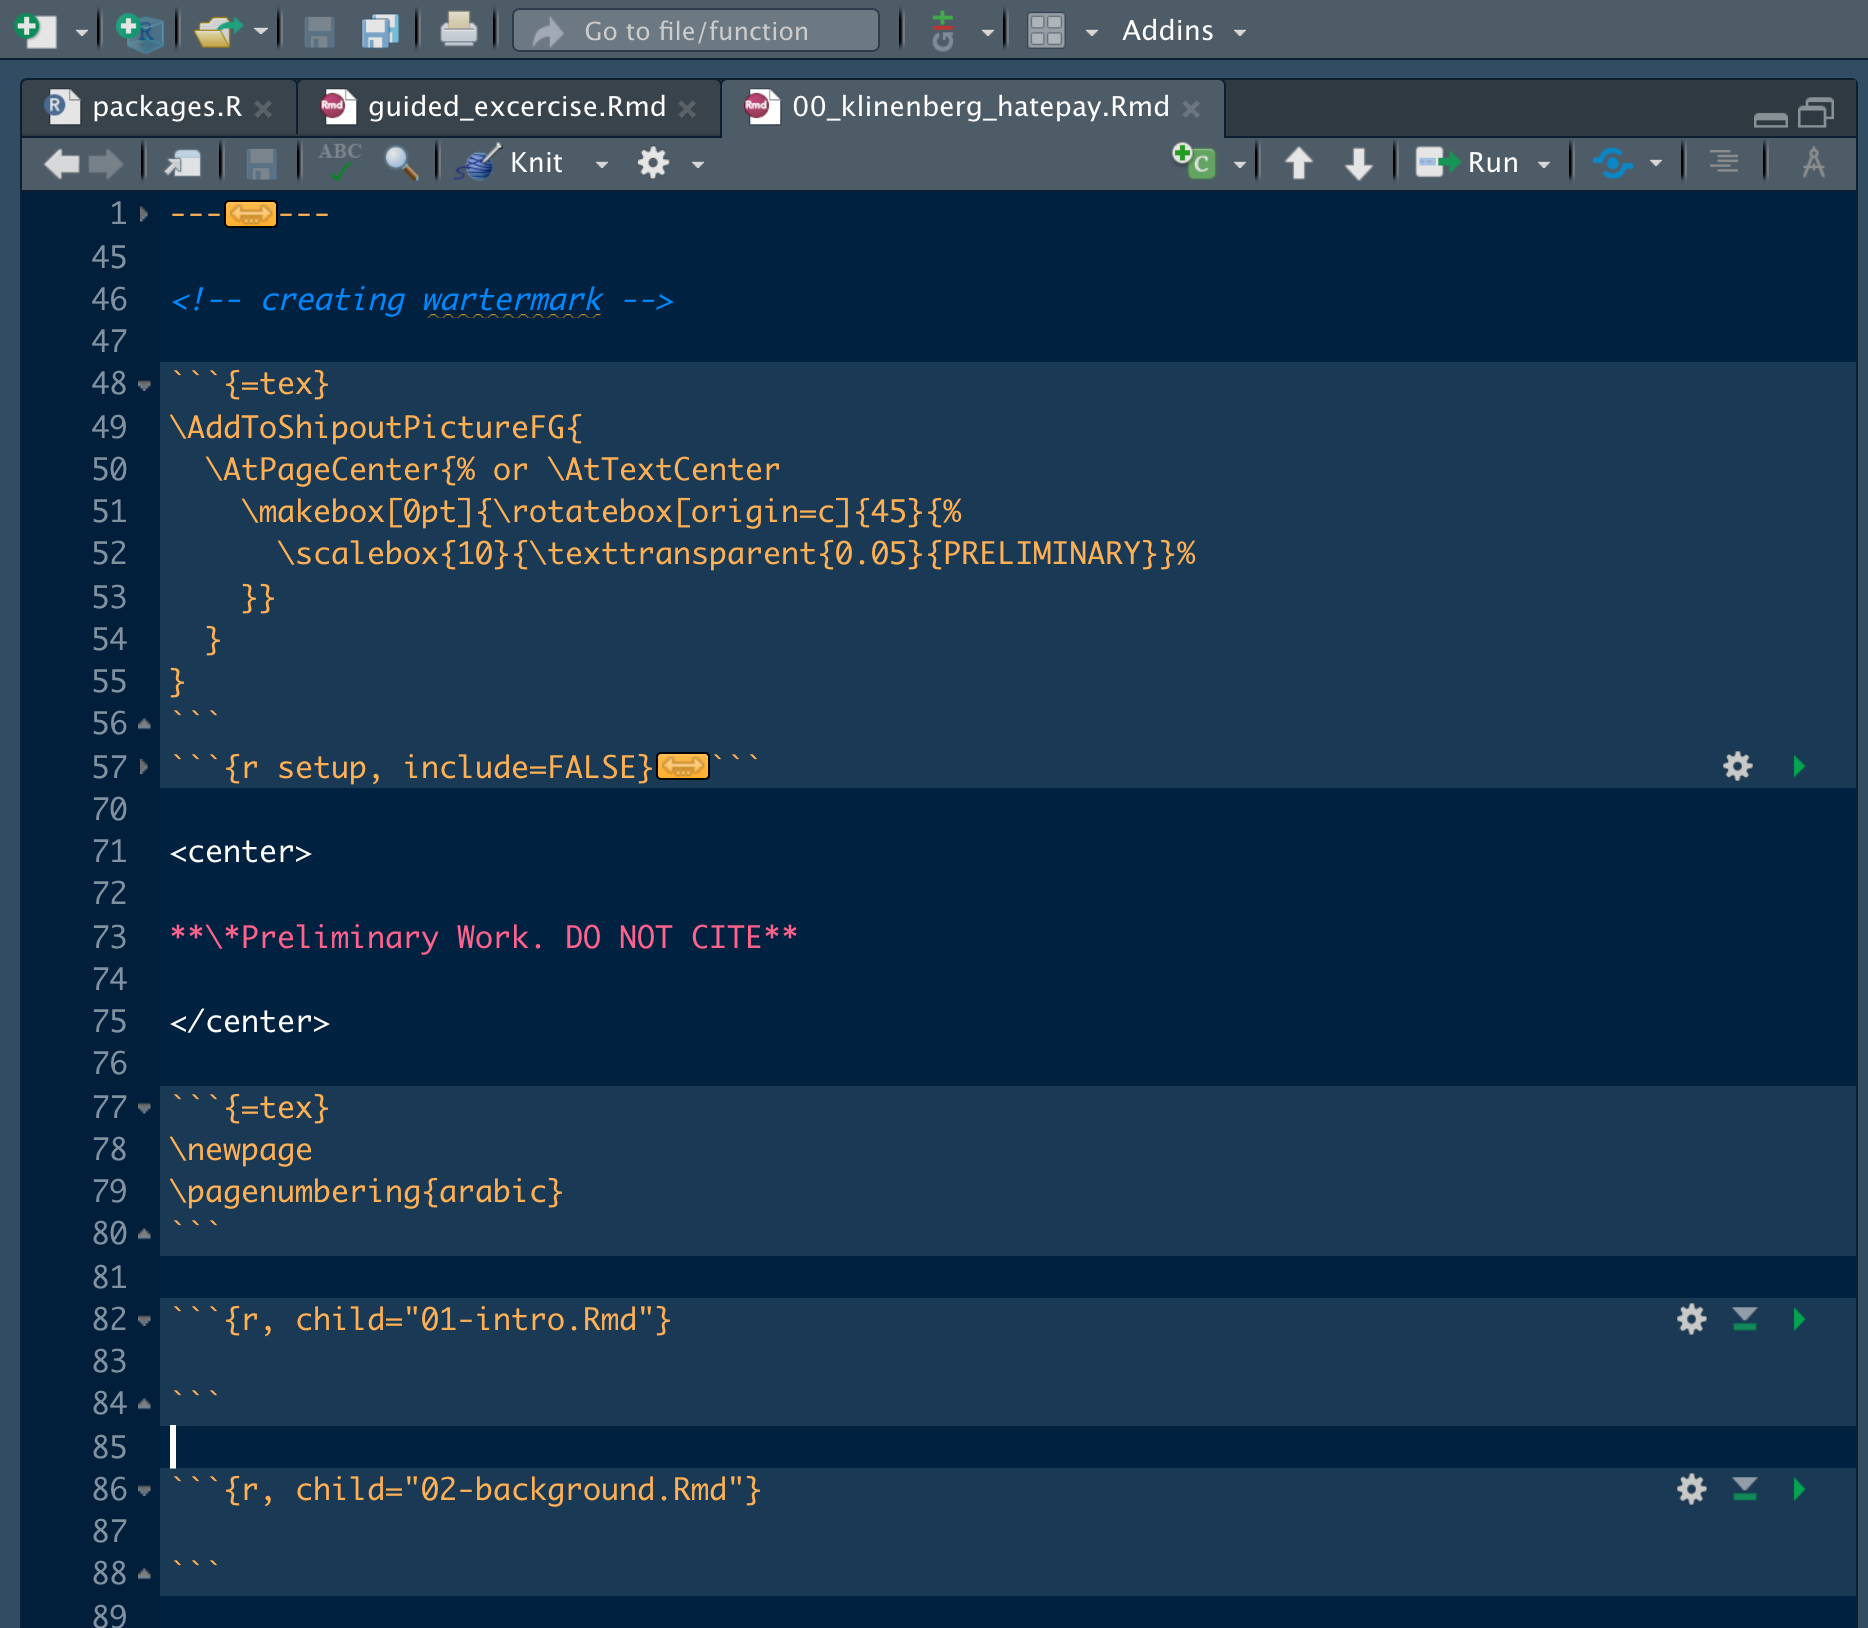 Go to file/function Git Addins
packages.R guided_excercise.Rmd 00_klinenberg_hatepay.Rmd
ABC Knit Run
1 ------
45
46 <!-- creating wartermark -->
47
48 ```{=tex}
49 \AddToShipoutPictureFG{
50   \AtPageCenter{% or \AtTextCenter
51     \makebox[0pt]{\rotatebox[origin=c]{45}{%
52       \scalebox{10}{\texttransparent{0.05}{PRELIMINARY}}%
53     }}
54   }
55 }
56 ```
57 ```{r setup, include=FALSE}```
70
71 <center>
72
73 **\*Preliminary Work. DO NOT CITE**
74
75 </center>
76
77 ```{=tex}
78 \newpage
79 \pagenumbering{arabic}
80 ```
81
82 ```{r, child="01-intro.Rmd"}
83
84 ```
85
86 ```{r, child="02-background.Rmd"}
87
88 ```
89